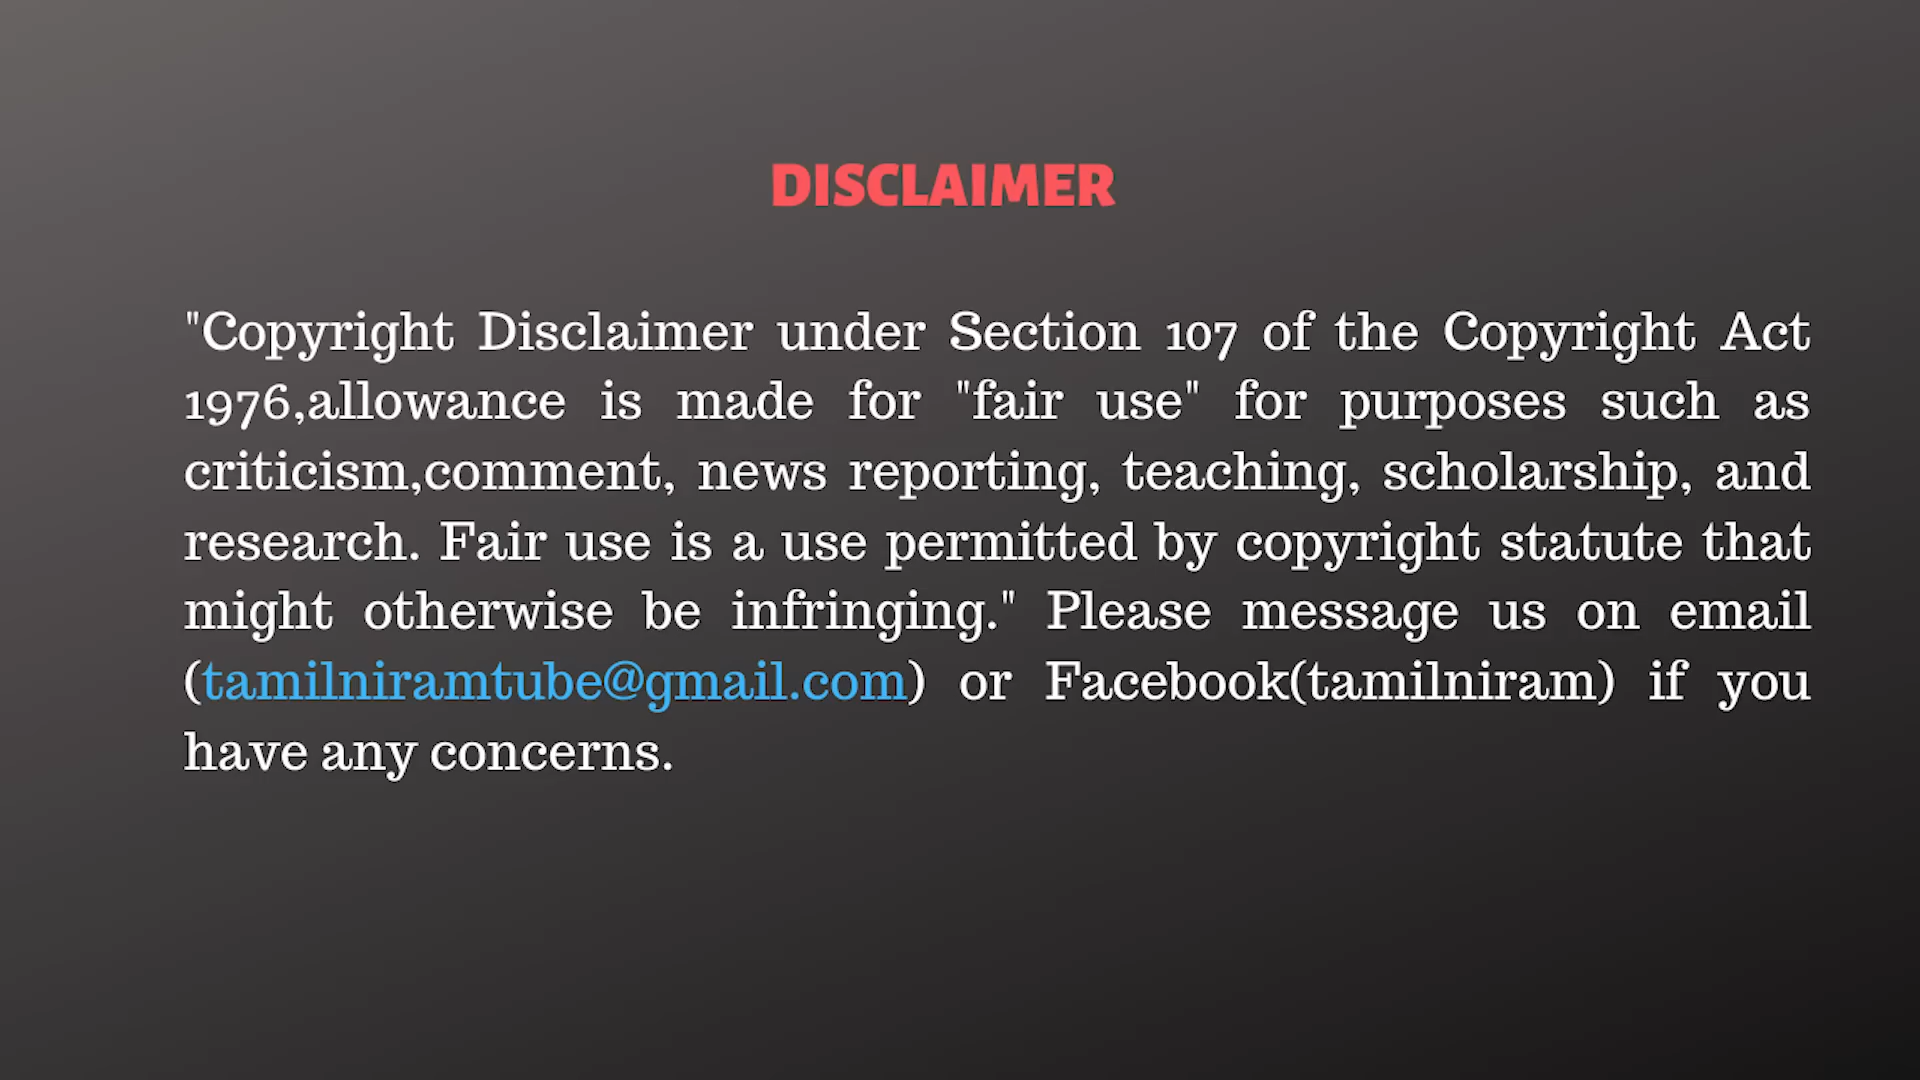 DISCLAIMER
"Copyright Disclaimer under Section 107 of the Copyright Act
1976,allowance is made for "fair use" for purposes such as
criticism,comment, news reporting, teaching, scholarship, and
research. Fair use is a use permitted by copyright statute that
might otherwise be infringing." Please message us on email
(tamilniramtube@gmail.com) or Facebook(tamilniram) if you
have any concerns.